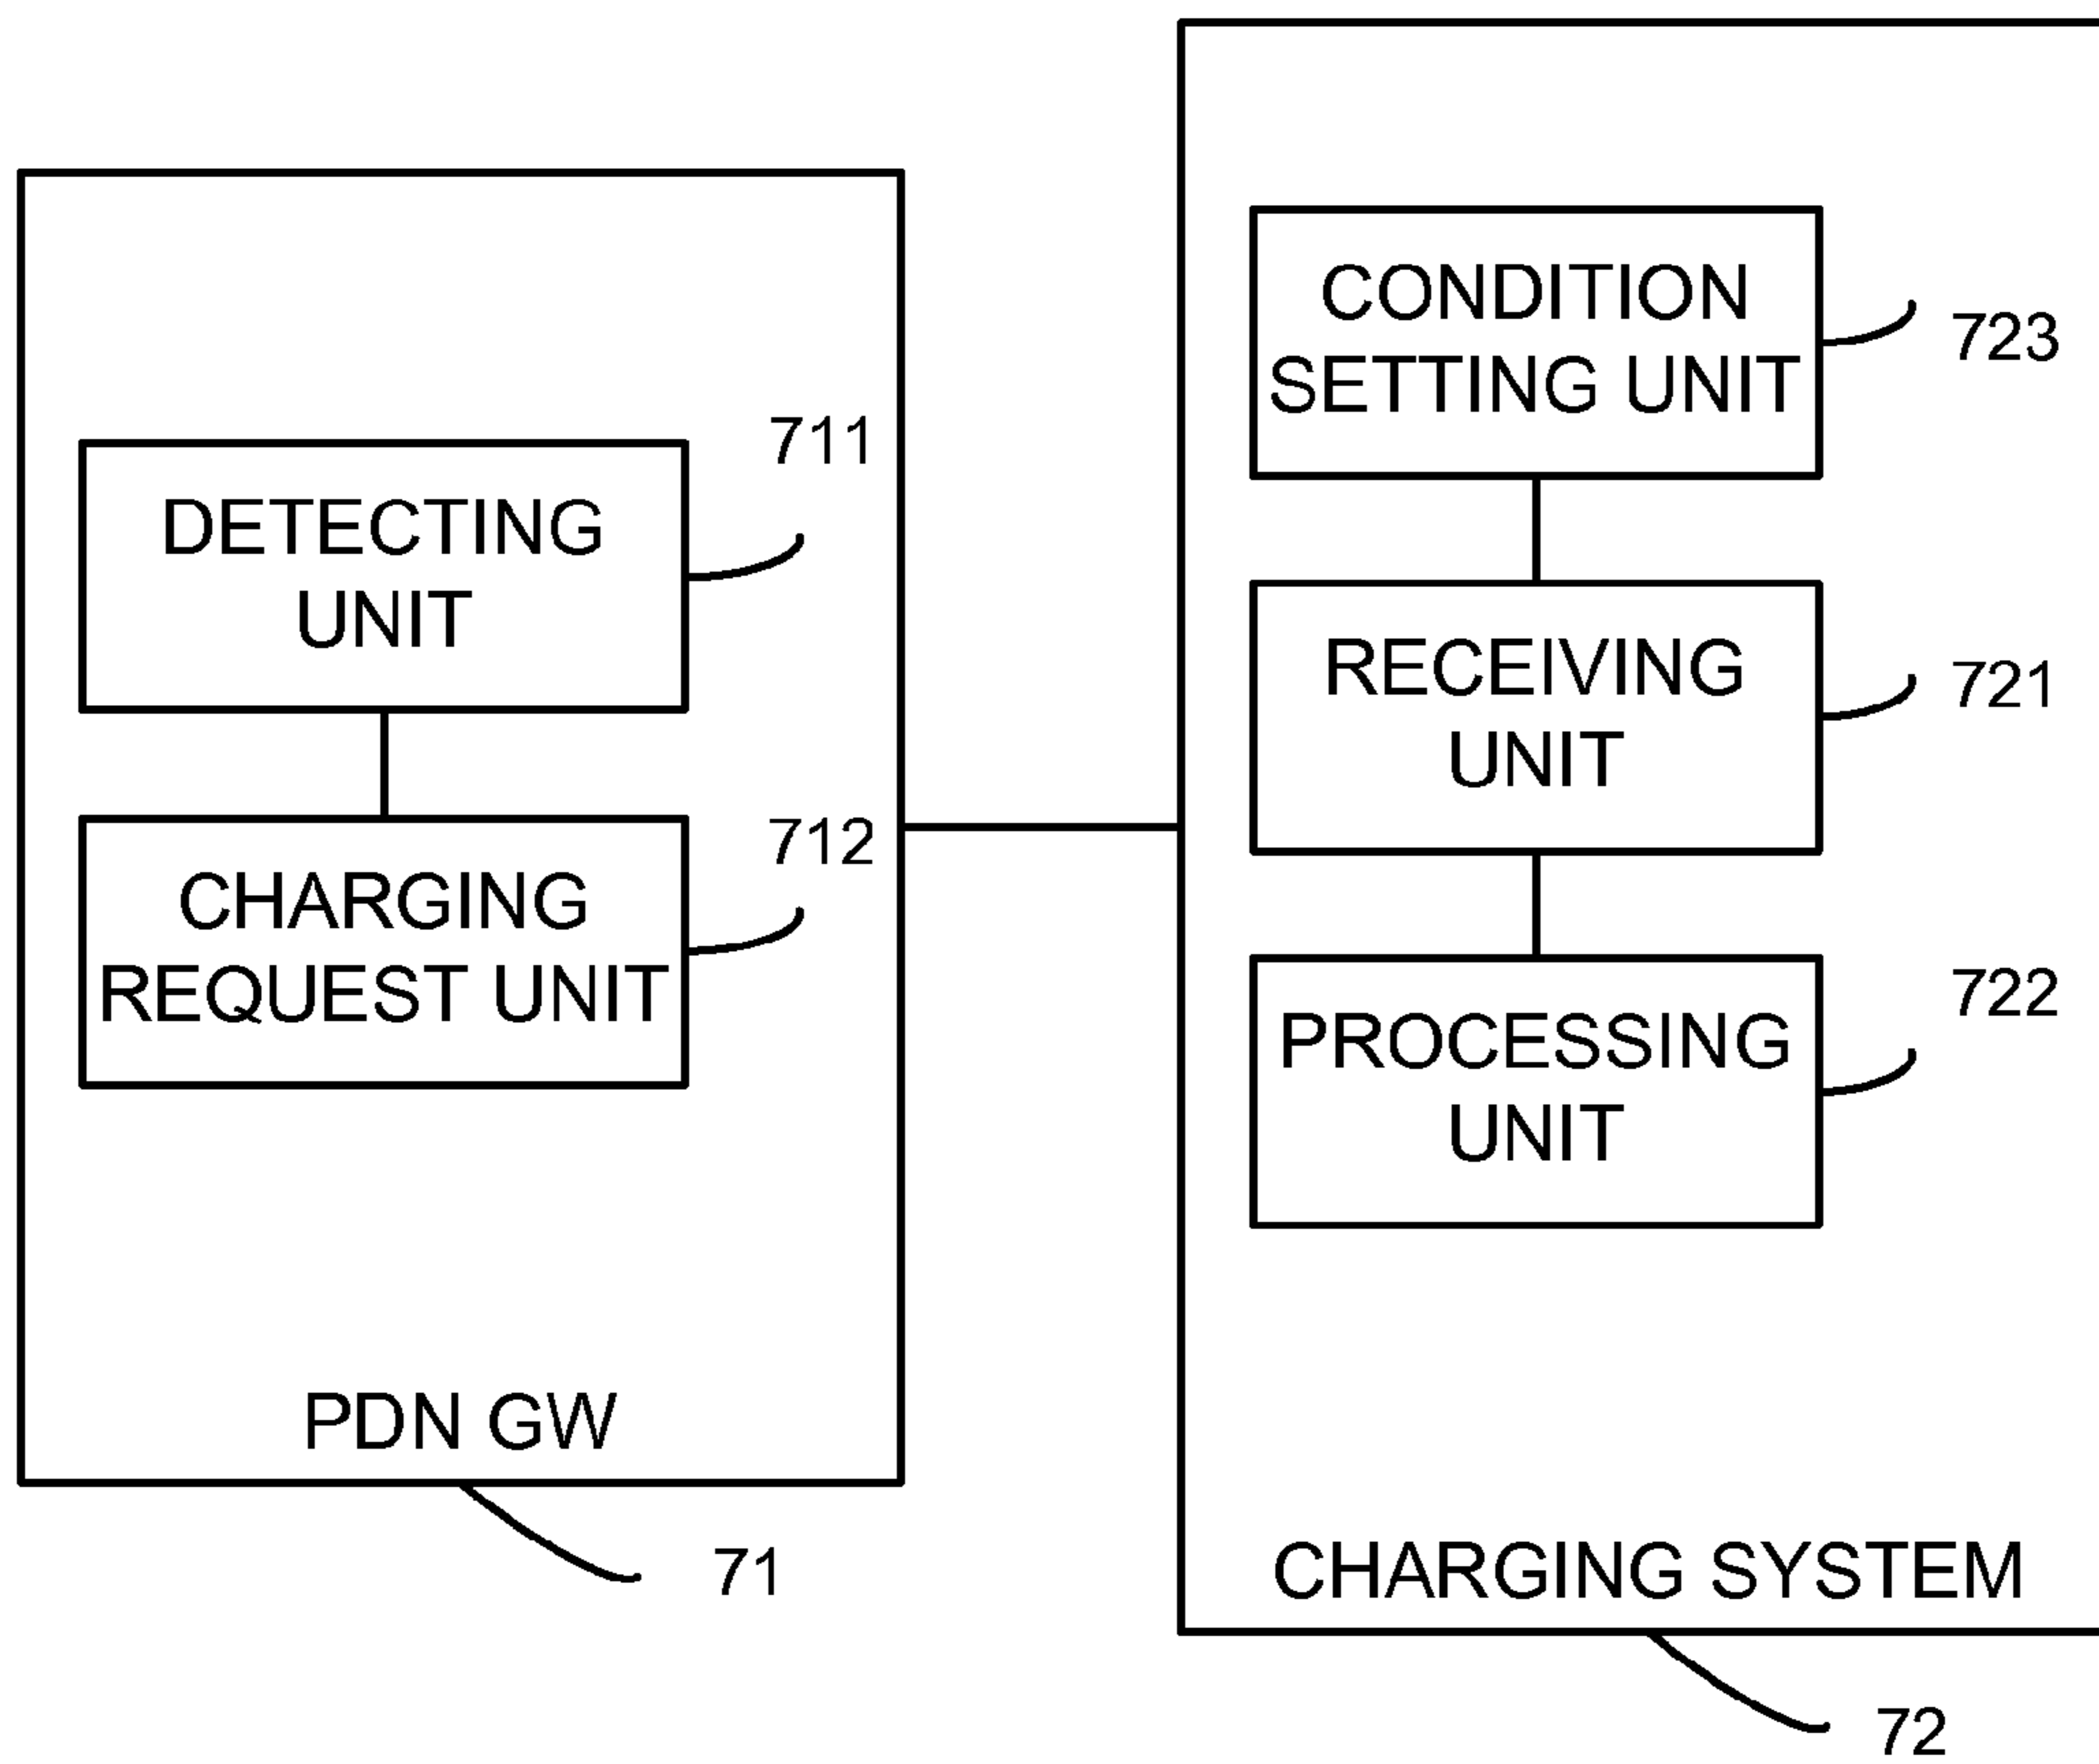 711
DETECTING
UNIT
712
CHARGING
REQUEST UNIT
PDN GW
71
CONDITION
SETTING UNIT
723
RECEIVING
UNIT
721
PROCESSING
UNIT
722
CHARGING SYSTEM
72